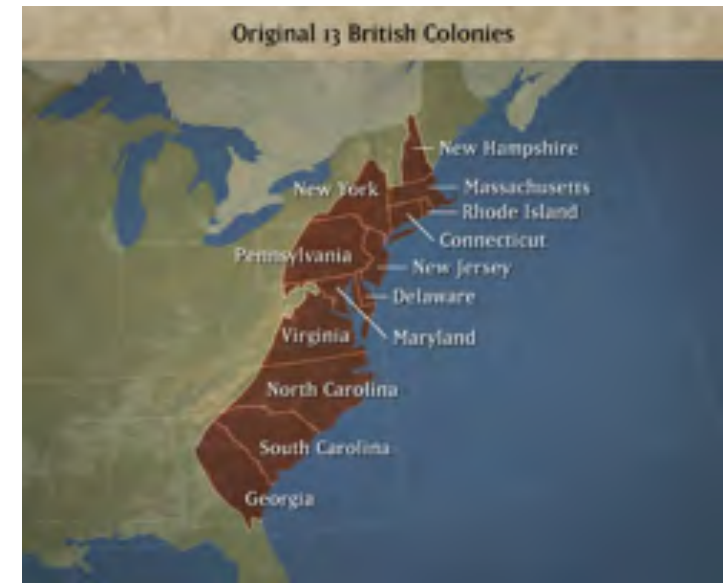 Original 13 British Colonies
New Hampshire
New York
Massachusetts
Rhode Island
Connecticut
Pennsylvania
New Jersey
Delaware
Virginia
Maryland
North Carolina
South Carolina
Georgia